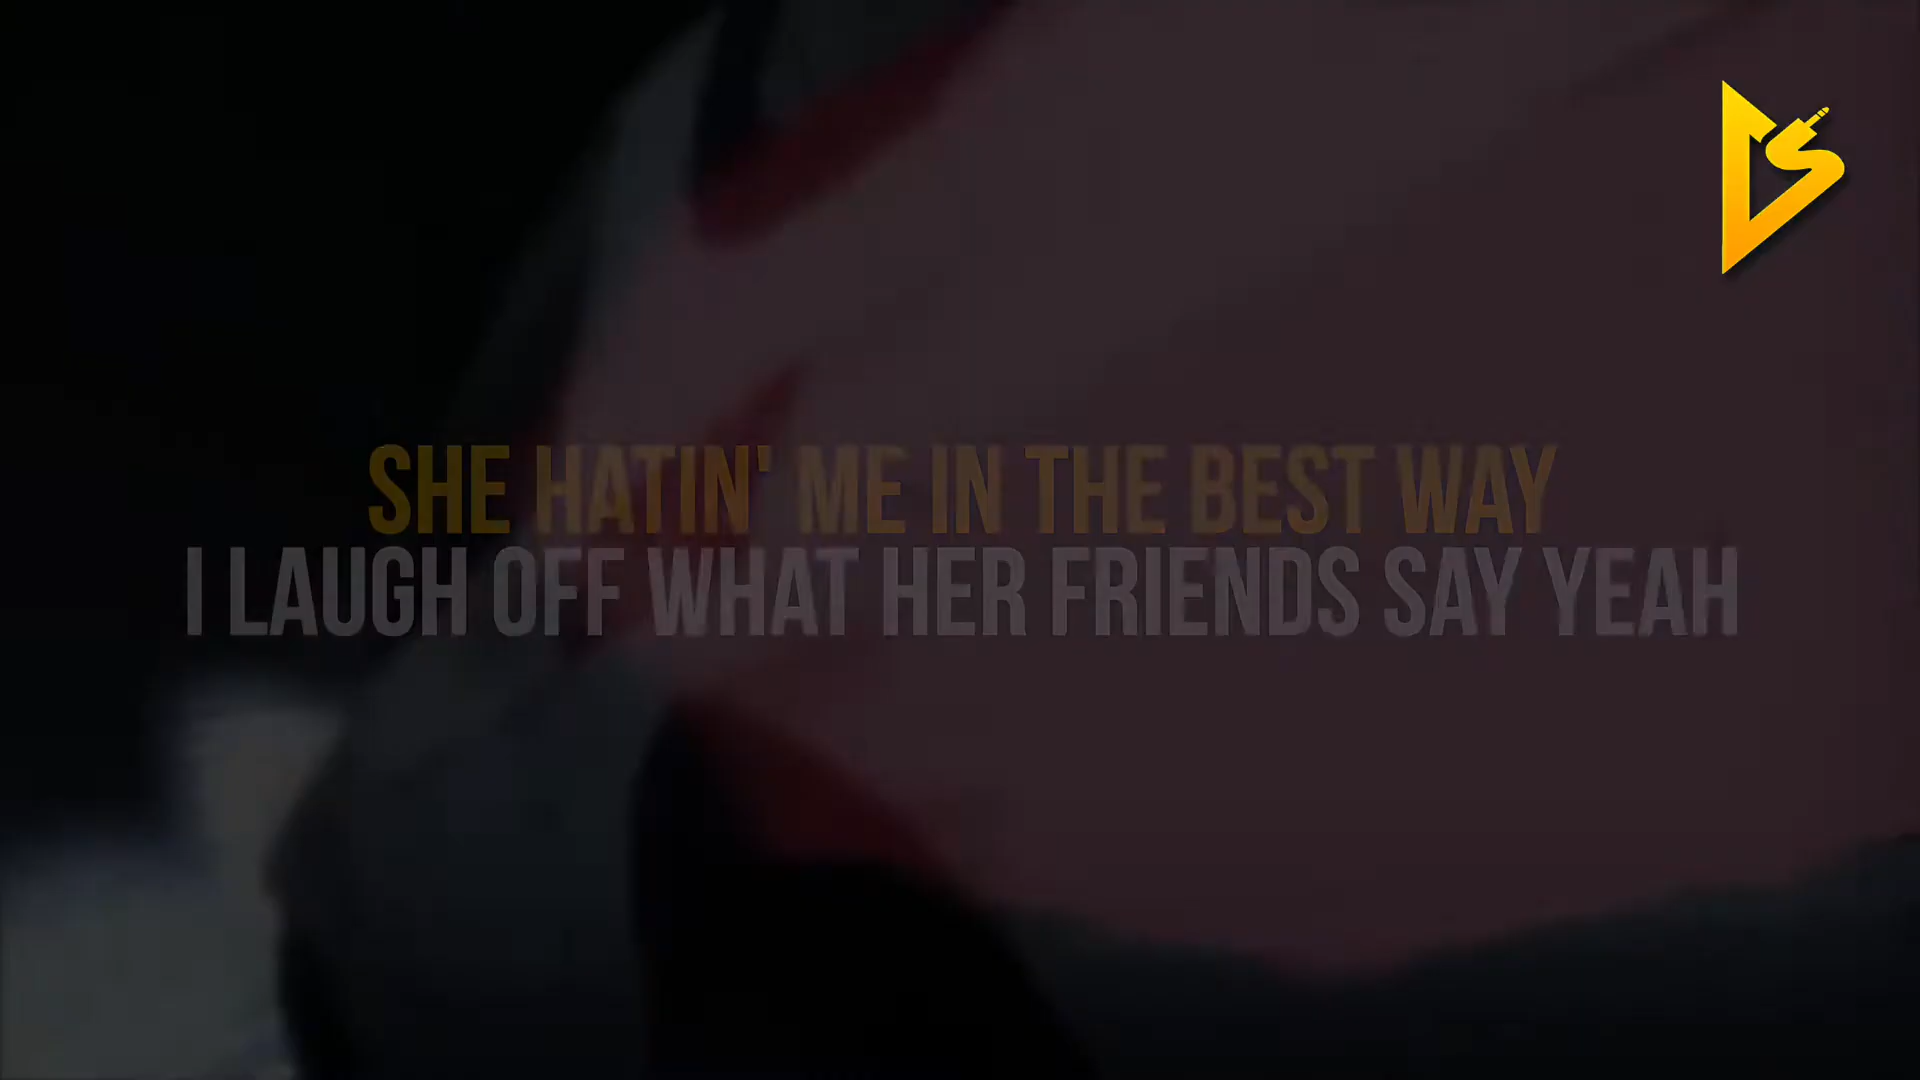 SHE HATIN' ME IN THE BEST WAY
I LAUGH OFF WHAT HER FRIENDS SAY YEAH